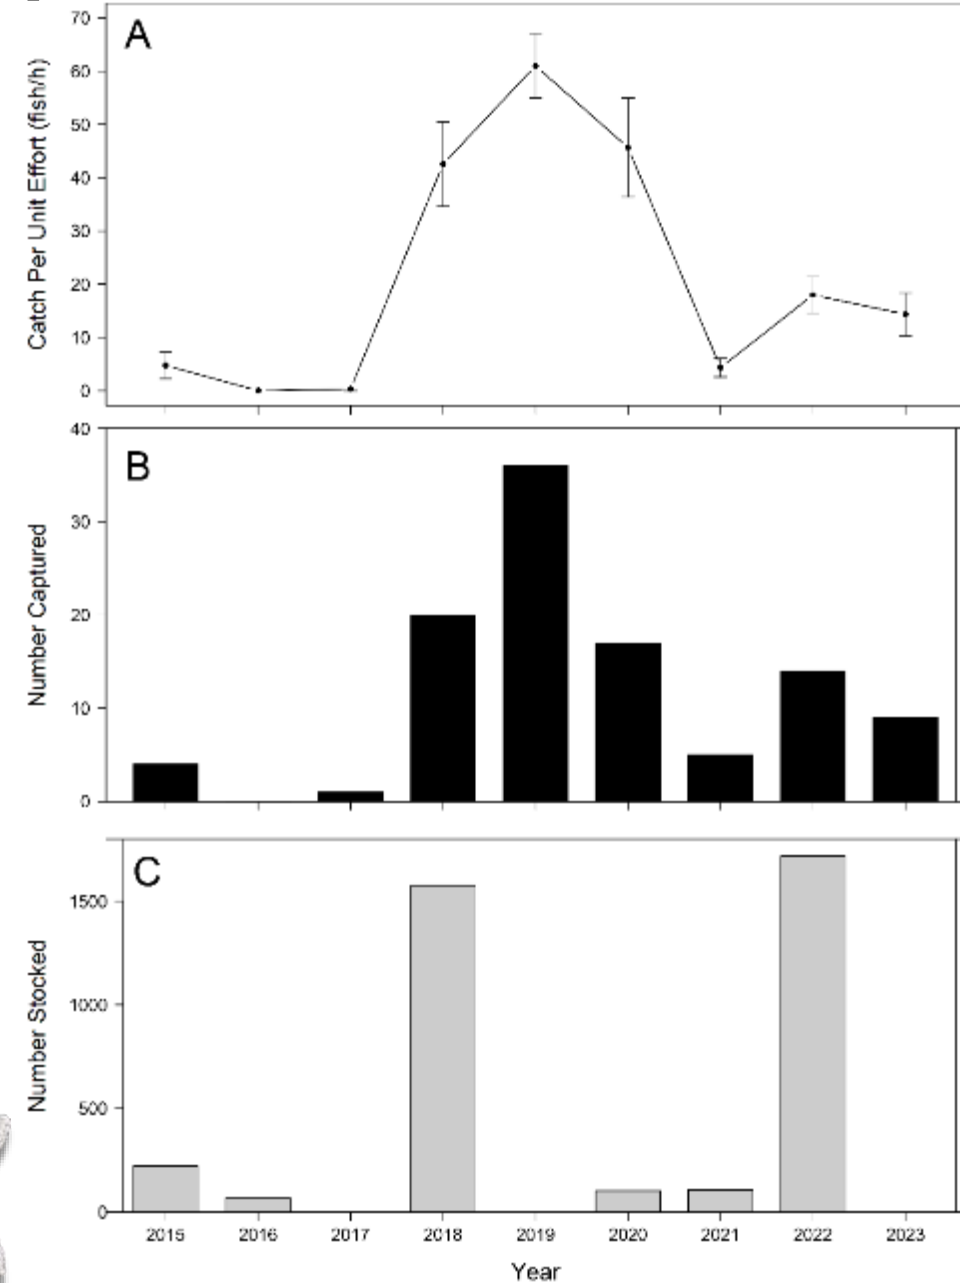 A
Catch Per Unit Effort (fish/h)
70
60
50
40
30
20
10
0
B
Number Captured
40
30
20
10
0
C
Number Stocked
1500
1000
500
0
2015 2016 2017 2018 2019 2020 2021 2022 2023
Year